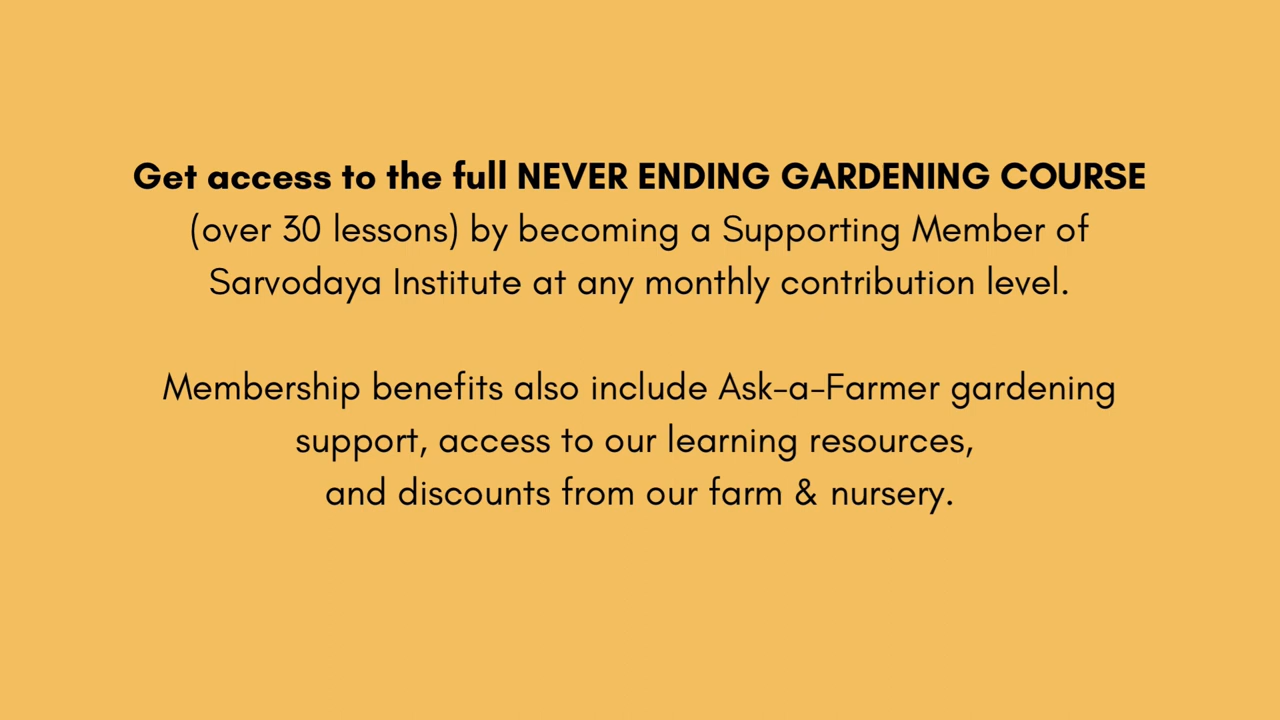 Get access to the full NEVER ENDING GARDENING COURSE
(over 30 lessons) by becoming a Supporting Member of
Sarvodaya Institute at any monthly contribution level.
Membership benefits also include Ask-a-Farmer gardening
support, access to our learning resources,
and discounts from our farm & nursery.